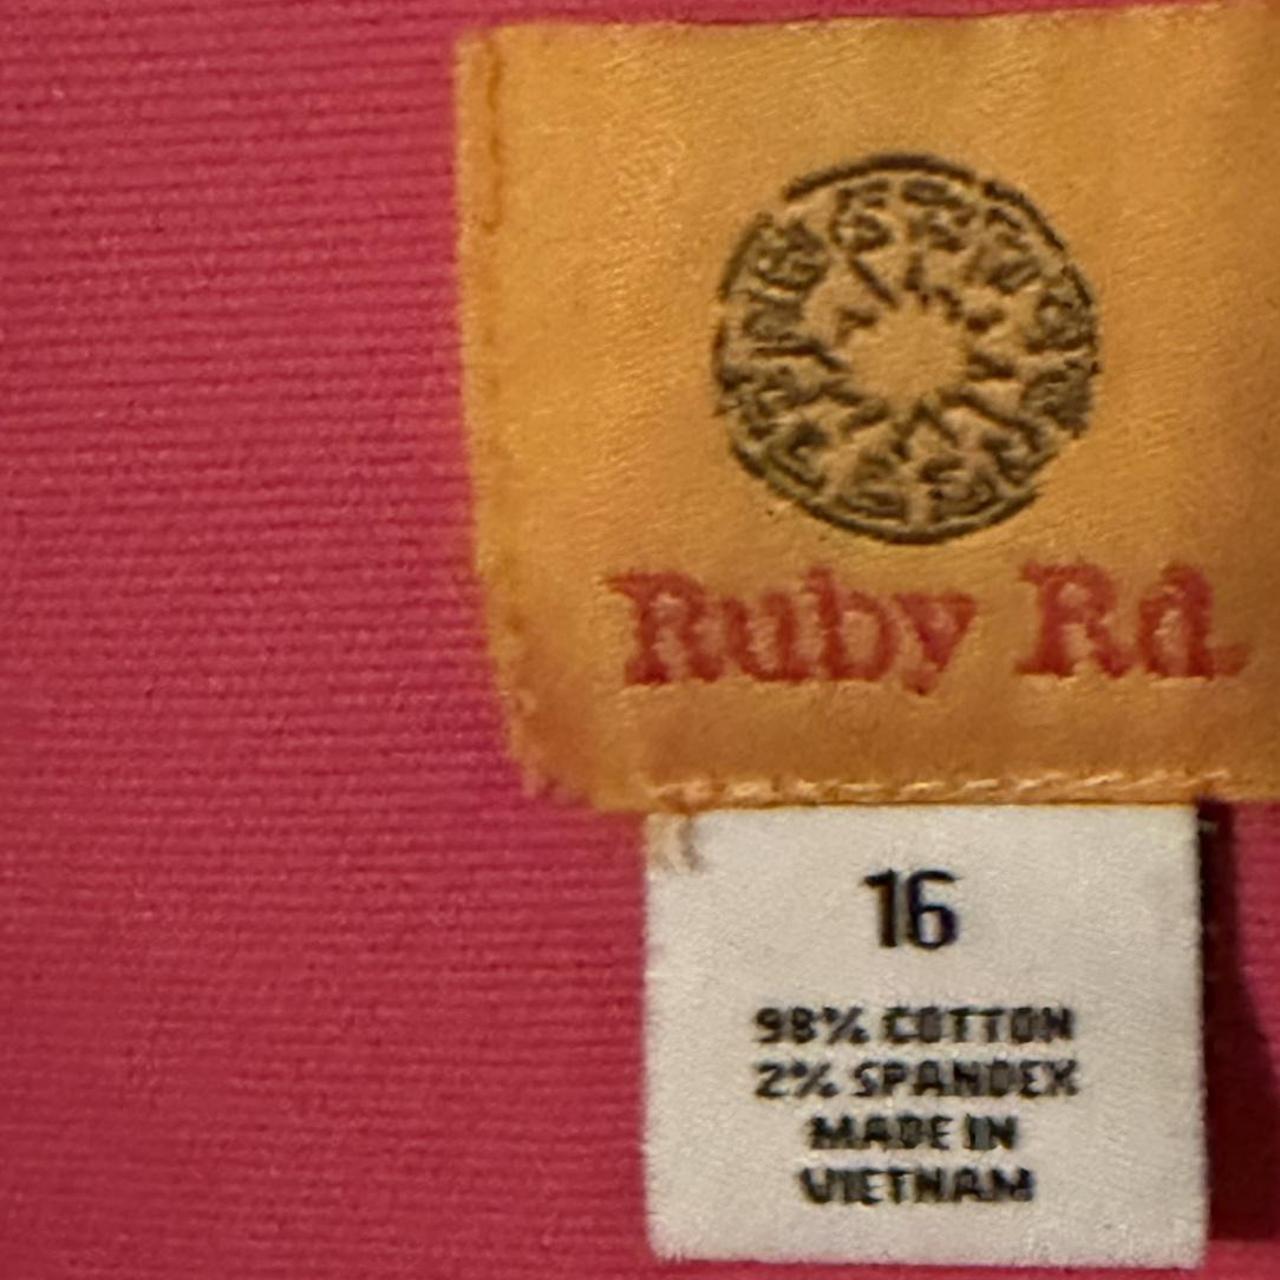 Ruby Rd.
16
98% COTTON
2% SPANDEX
MADE IN
VIETNAM